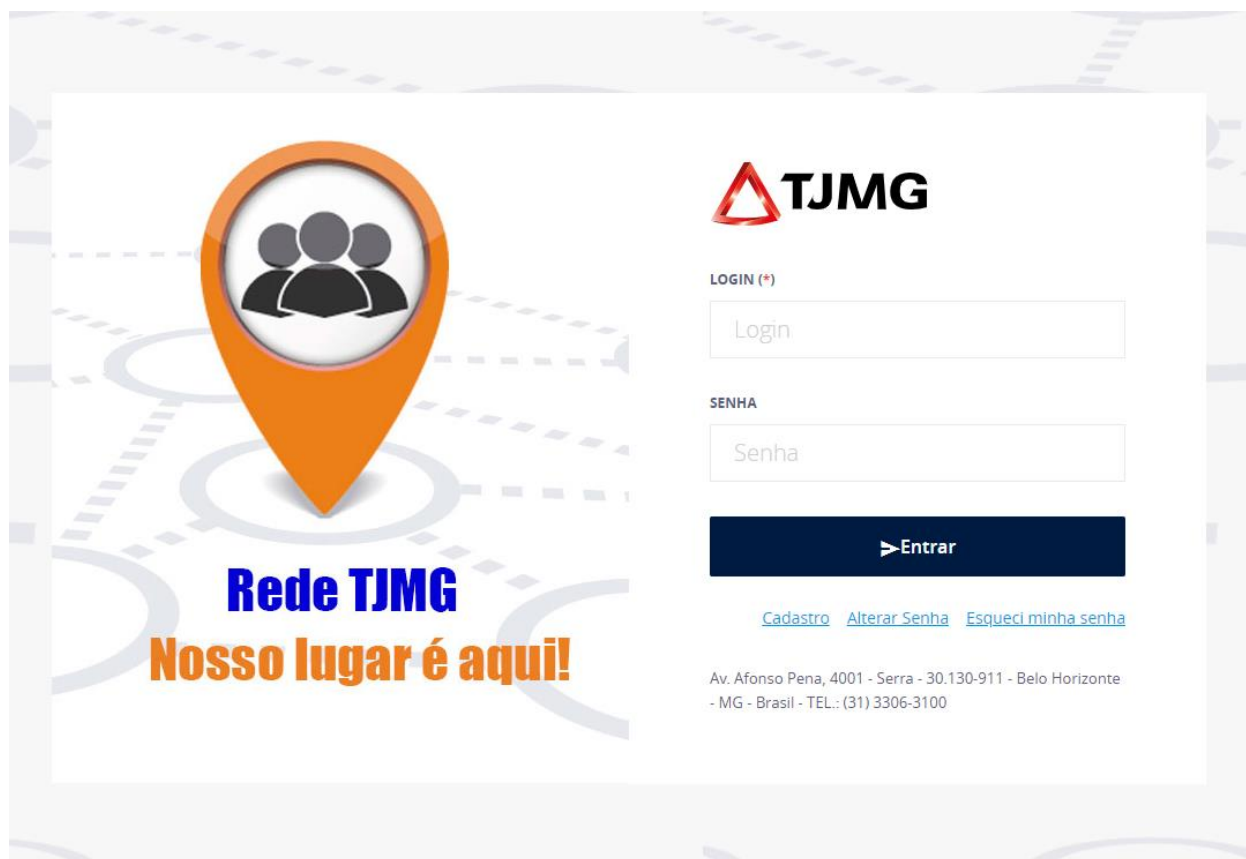 Rede TJMG
Nosso lugar é aqui!
TJMG
LOGIN (*)
Login
SENHA
Senha
Entrar
Cadastro Alterar Senha Esqueci minha senha
Av. Afonso Pena, 4001 - Serra - 30.130-911 - Belo Horizonte
- MG - Brasil - TEL.: (31) 3306-3100